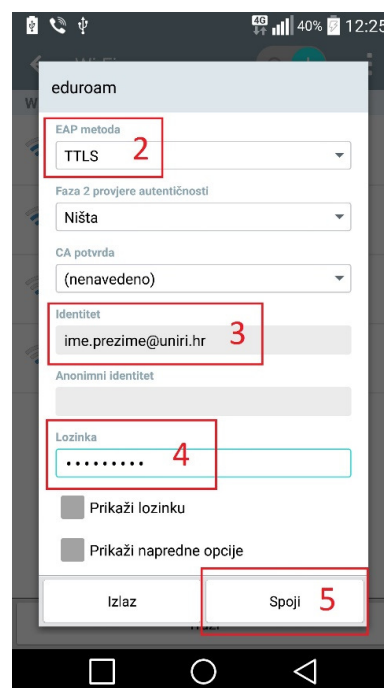 4G 40% 12:25
eduroam
EAP metoda
TTLS 2
Faza 2 provjere autentičnosti
Ništa
CA potvrda
(nenavedeno)
Identitet
ime.prezime@uniri.hr 3
Anonimni identitet
Lozinka
••••••••• 4
Prikaži lozinku
Prikaži napredne opcije
Izlaz
Spoji 5